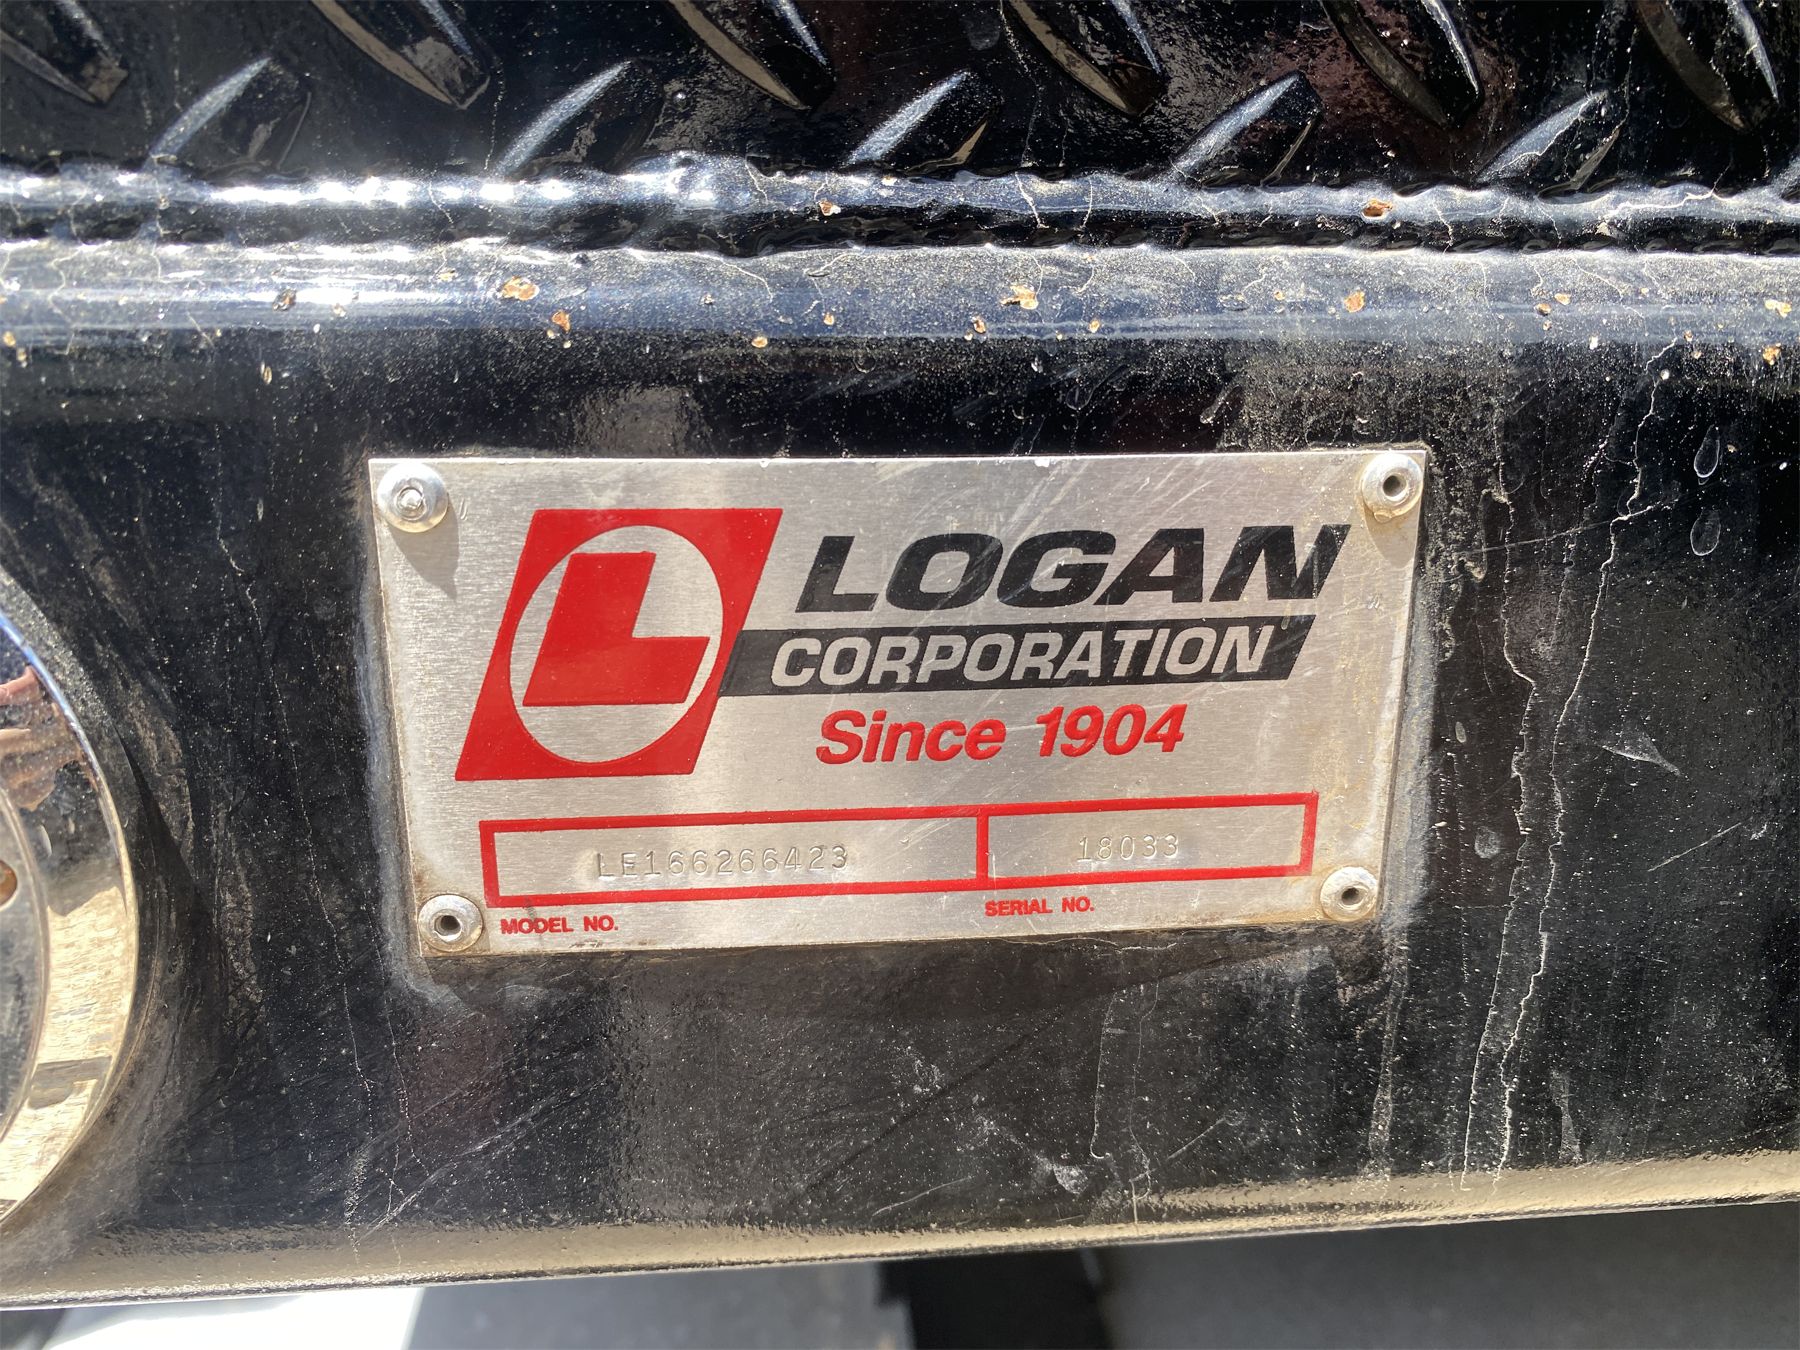 L
LOGAN
CORPORATION
Since 1904
LE166266423
18033
MODEL NO.
SERIAL NO.